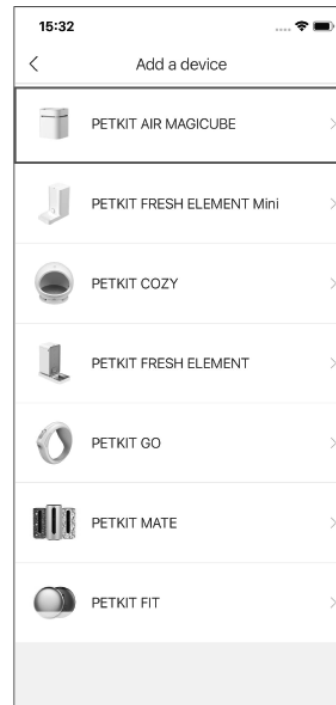 15:32
Add a device
PETKIT AIR MAGICUBE
PETKIT FRESH ELEMENT Mini
PETKIT COZY
PETKIT FRESH ELEMENT
PETKIT GO
PETKIT MATE
PETKIT FIT